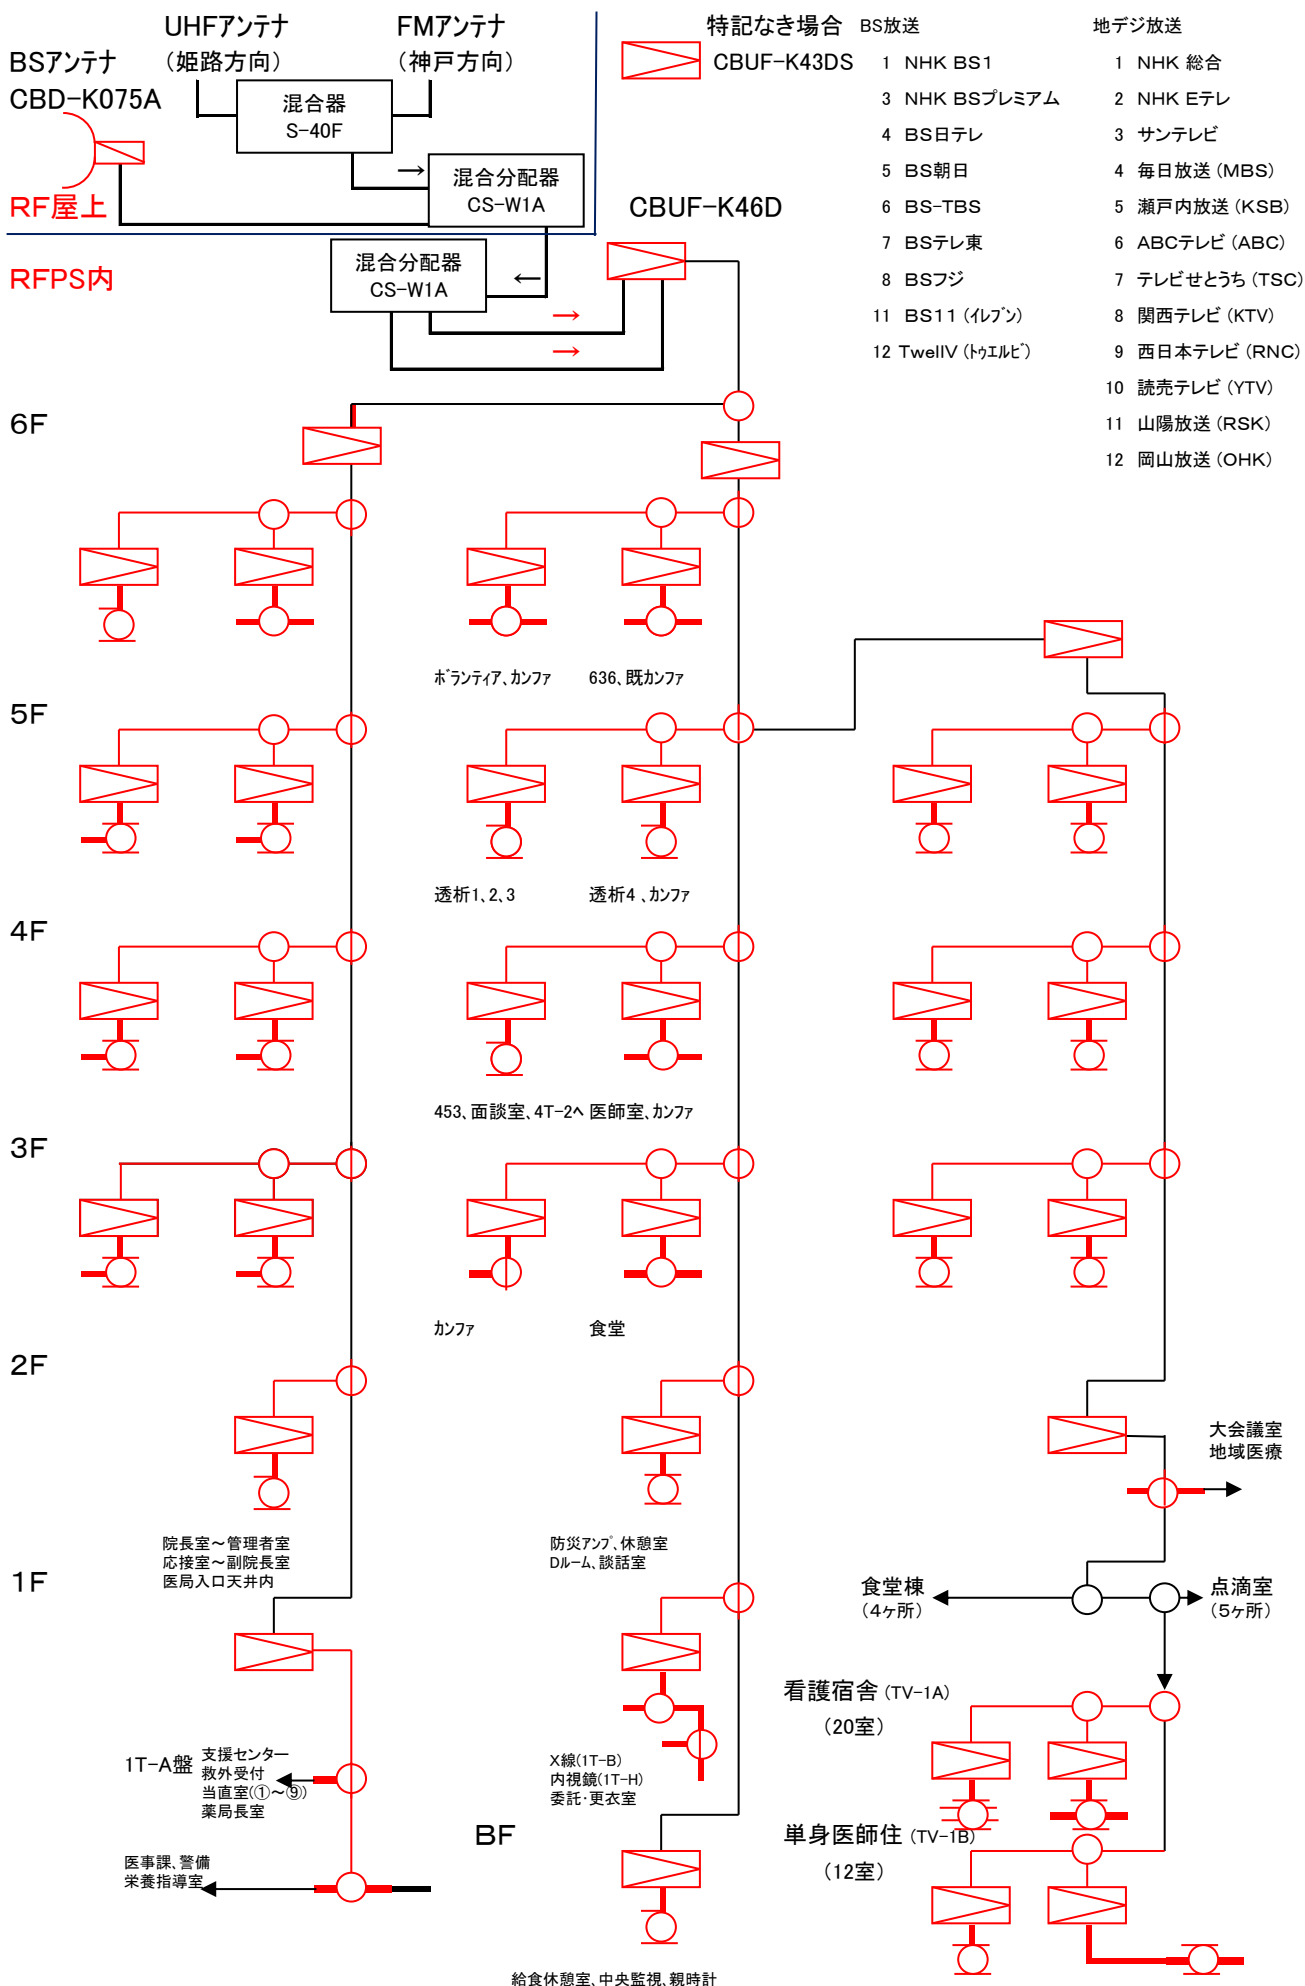 UHFアンテナ
（姫路方向）
FMアンテナ
（神戸方向）
BSアンテナ
CBD-K075A
混合器
S-40F
混合分配器
CS-W1A
→
RF屋上
特記なき場合
CBUF-K43DS
BS放送
1 NHK BS1
3 NHK BSプレミアム
4 BS日テレ
5 BS朝日
6 BS-TBS
7 BSテレ東
8 BSフジ
11 BS11 (ｲﾚﾌﾞﾝ)
12 TwellV (ﾄｩエルﾋﾞ)
地デジ放送
1 NHK 総合
2 NHK Eテレ
3 サンテレビ
4 毎日放送 (MBS)
5 瀬戸内放送 (KSB)
6 ABCテレビ (ABC)
7 テレビせとうち (TSC)
8 関西テレビ (KTV)
9 西日本テレビ (RNC)
10 読売テレビ (YTV)
11 山陽放送 (RSK)
12 岡山放送 (OHK)
RFPS内
混合分配器
CS-W1A
←
→
→
CBUF-K46D
6F
ﾎﾞランティア、ｶﾝファ
636、既ｶﾝファ
5F
透析1、2、3
透析4 、ｶﾝファ
4F
453、面談室、4T-2へ
医師室、ｶﾝファ
3F
ｶﾝファ
食堂
2F
大会議室
地域医療
院長室～管理者室
応接室～副院長室
医局入口天井内
防災アンﾌﾟ、休憩室
Dﾙｰﾑ、談話室
1F
食堂棟
（4ヶ所）
点滴室
（5ヶ所）
看護宿舎 (TV-1A)
（20室）
1T-A盤
支援センター
救外受付
当直室(①～⑨)
薬局長室
X線(1T-B)
内視鏡(1T-H)
委託・更衣室
BF
単身医師住 (TV-1B)
（12室）
医事課、警備
栄養指導室
給食休憩室、中央監視、親時計